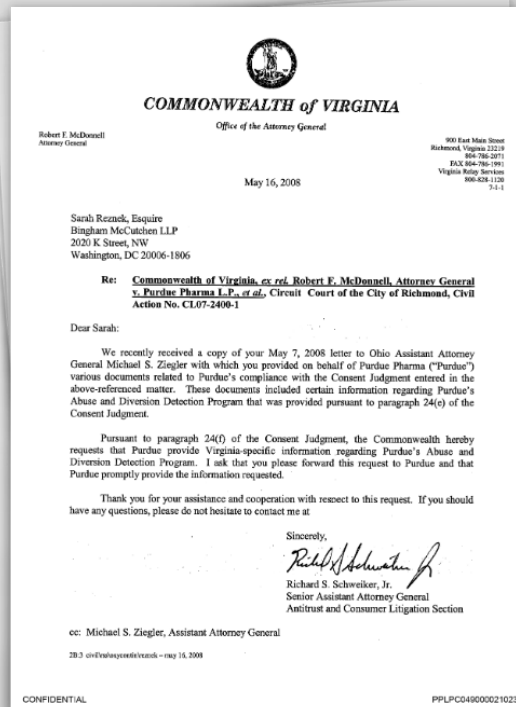 COMMONWEALTH of VIRGINIA
Office of the Attorney General
Robert F. McDonnell
Attorney General
900 East Main Street
Richmond, Virginia 23219
804-786-2071
FAX 804-786-1991
Virginia Relay Services
800-828-1120
7-1-1
May 16, 2008
Sarah Reznek, Esquire
Bingham McCutchen LLP
2020 K Street, NW
Washington, DC 20006-1806
Re: Commonwealth of Virginia, ex rel. Robert F. McDonnell, Attorney General
v. Purdue Pharma L.P., et al., Circuit Court of the City of Richmond, Civil
Action No. CL07-2400-1
Dear Sarah:
We recently received a copy of your May 7, 2008 letter to Ohio Assistant Attorney
General Michael S. Ziegler with which you provided on behalf of Purdue Pharma ("Purdue")
various documents related to Purdue's compliance with the Consent Judgment entered in the
above-referenced matter. These documents included certain information regarding Purdue's
Abuse and Diversion Detection Program that was provided pursuant to paragraph 24(e) of the
Consent Judgment.
Pursuant to paragraph 24(f) of the Consent Judgment, the Commonwealth hereby
requests that Purdue provide Virginia-specific information regarding Purdue's Abuse and
Diversion Detection Program. I ask that you please forward this request to Purdue and that
Purdue promptly provide the information requested.
Thank you for your assistance and cooperation with respect to this request. If you should
have any questions, please do not hesitate to contact me at
Sincerely,
Richard S. Schweiker, Jr.
Senior Assistant Attorney General
Antitrust and Consumer Litigation Section
cc: Michael S. Ziegler, Assistant Attorney General
may 16, 2008
CONFIDENTIAL
PPLPC049000021023